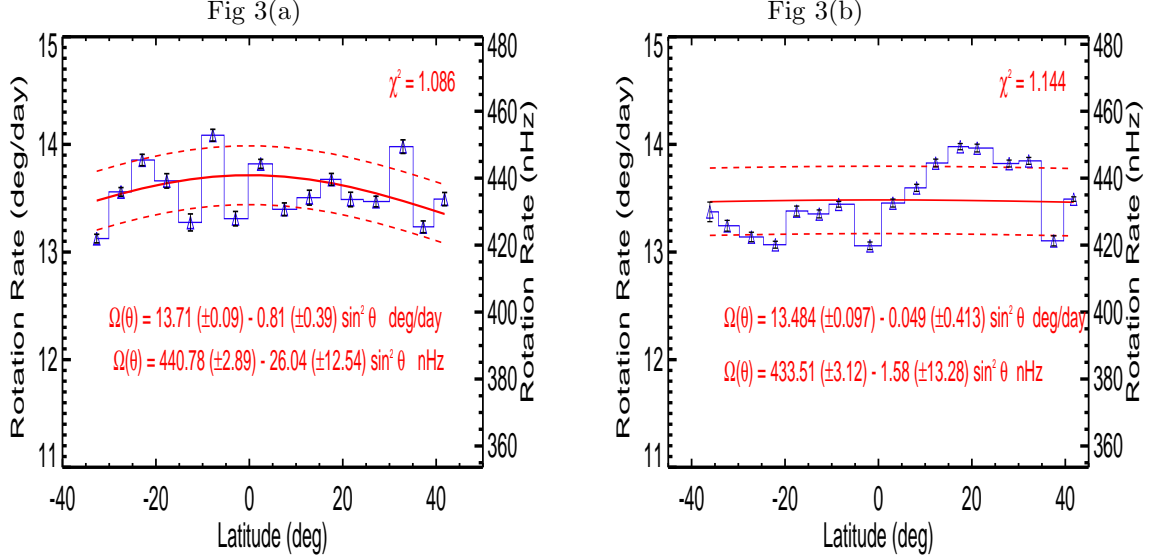 Fig 3(a)
15
14
13
12
11
Rotation Rate (deg/day)
χ² = 1.086
Ω(θ) = 13.71 (±0.09) - 0.81 (±0.39) sin² θ deg/day
Ω(θ) = 440.78 (±2.89) - 26.04 (±12.54) sin² θ nHz
480
460
440
420
400
380
360
Rotation Rate (nHz)
-40 -20 0 20 40
Latitude (deg)
Fig 3(b)
15
14
13
12
11
Rotation Rate (deg/day)
χ² = 1.144
Ω(θ) = 13.484 (±0.097) - 0.049 (±0.413) sin² θ deg/day
Ω(θ) = 433.51 (±3.12) - 1.58 (±13.28) sin² θ nHz
480
460
440
420
400
380
360
Rotation Rate (nHz)
-40 -20 0 20 40
Latitude (deg)